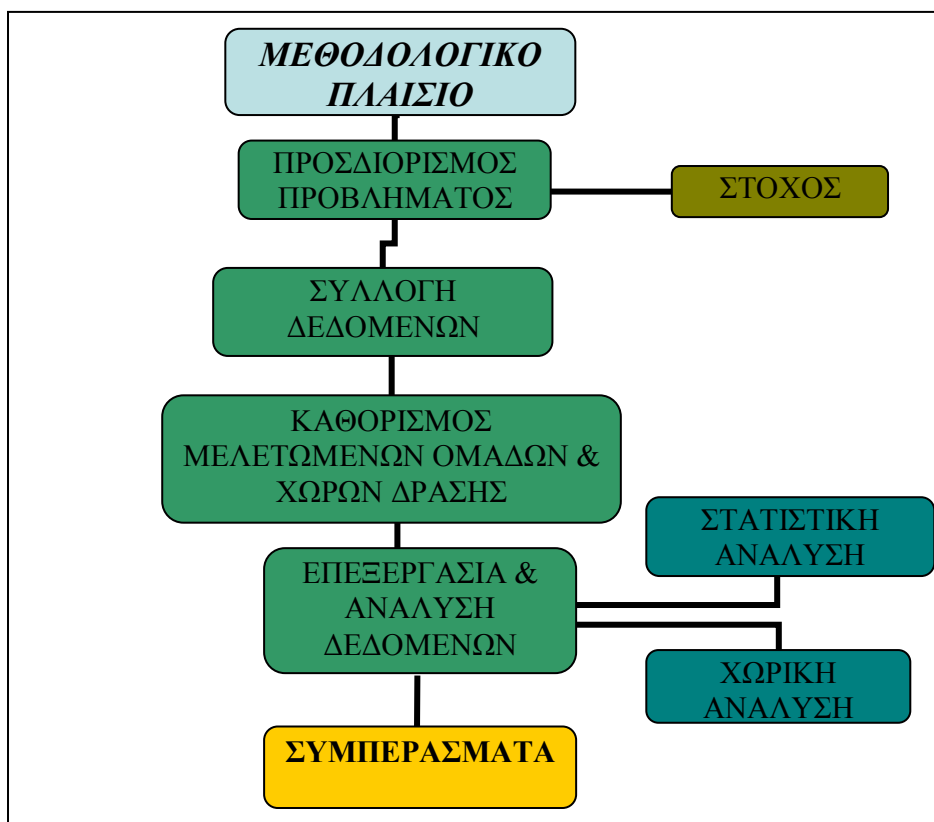 ΜΕΘΟΔΟΛΟΓΙΚΟ
ΠΛΑΙΣΙΟ
ΠΡΟΣΔΙΟΡΙΣΜΟΣ
ΠΡΟΒΛΗΜΑΤΟΣ
ΣΤΟΧΟΣ
ΣΥΛΛΟΓΗ
ΔΕΔΟΜΕΝΩΝ
ΚΑΘΟΡΙΣΜΟΣ
ΜΕΛΕΤΩΜΕΝΩΝ ΟΜΑΔΩΝ &
ΧΩΡΩΝ ΔΡΑΣΗΣ
ΕΠΕΞΕΡΓΑΣΙΑ &
ΑΝΑΛΥΣΗ
ΔΕΔΟΜΕΝΩΝ
ΣΤΑΤΙΣΤΙΚΗ
ΑΝΑΛΥΣΗ
ΧΩΡΙΚΗ
ΑΝΑΛΥΣΗ
ΣΥΜΠΕΡΑΣΜΑΤΑ